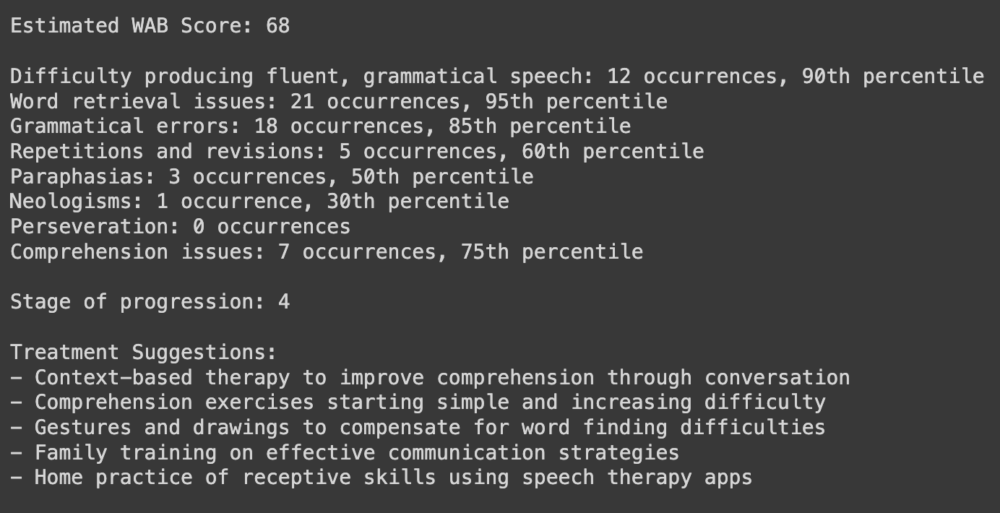 Estimated WAB Score: 68
Difficulty producing fluent, grammatical speech: 12 occurrences, 90th percentile
Word retrieval issues: 21 occurrences, 95th percentile
Grammatical errors: 18 occurrences, 85th percentile
Repetitions and revisions: 5 occurrences, 60th percentile
Paraphasias: 3 occurrences, 50th percentile
Neologisms: 1 occurrence, 30th percentile
Perseveration: 0 occurrences
Comprehension issues: 7 occurrences, 75th percentile
Stage of progression: 4
Treatment Suggestions:
– Context–based therapy to improve comprehension through conversation
– Comprehension exercises starting simple and increasing difficulty
– Gestures and drawings to compensate for word finding difficulties
– Family training on effective communication strategies
– Home practice of receptive skills using speech therapy apps